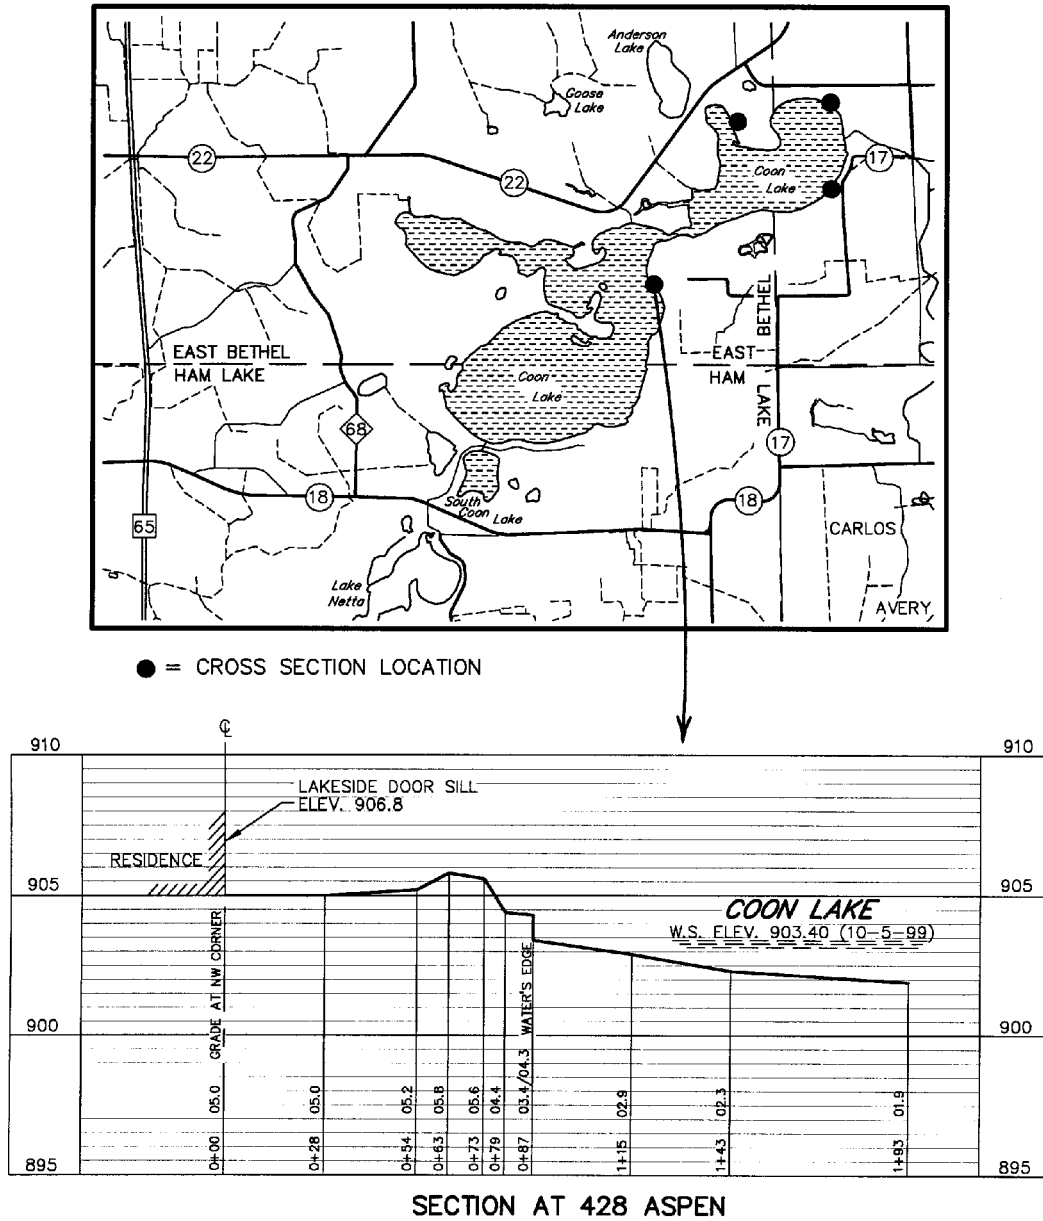 Anderson
Lake
Goose
Lake
22
22
17
Coon
Lake
BETHEL
LAKE
EAST BETHEL
HAM LAKE
EAST
HAM
Coon
Lake
68
17
18
18
South
Coon Lake
65
CARLOS
Lake
Netta
AVERY
= CROSS SECTION LOCATION
℄
910
910
LAKESIDE DOOR SILL
ELEV. 906.8
RESIDENCE
905
905
COON LAKE
W.S. ELEV. 903.40 (10-5-99)
900
900
895
895
0+00 05.0 GRADE AT NW CORNER
0+28 05.0
0+54 05.2
0+63 05.8
0+73 05.6
0+79 04.4
0+87 03.4/04.3 WATER'S EDGE
1+15 02.9
1+43 02.3
1+93 01.9
SECTION AT 428 ASPEN